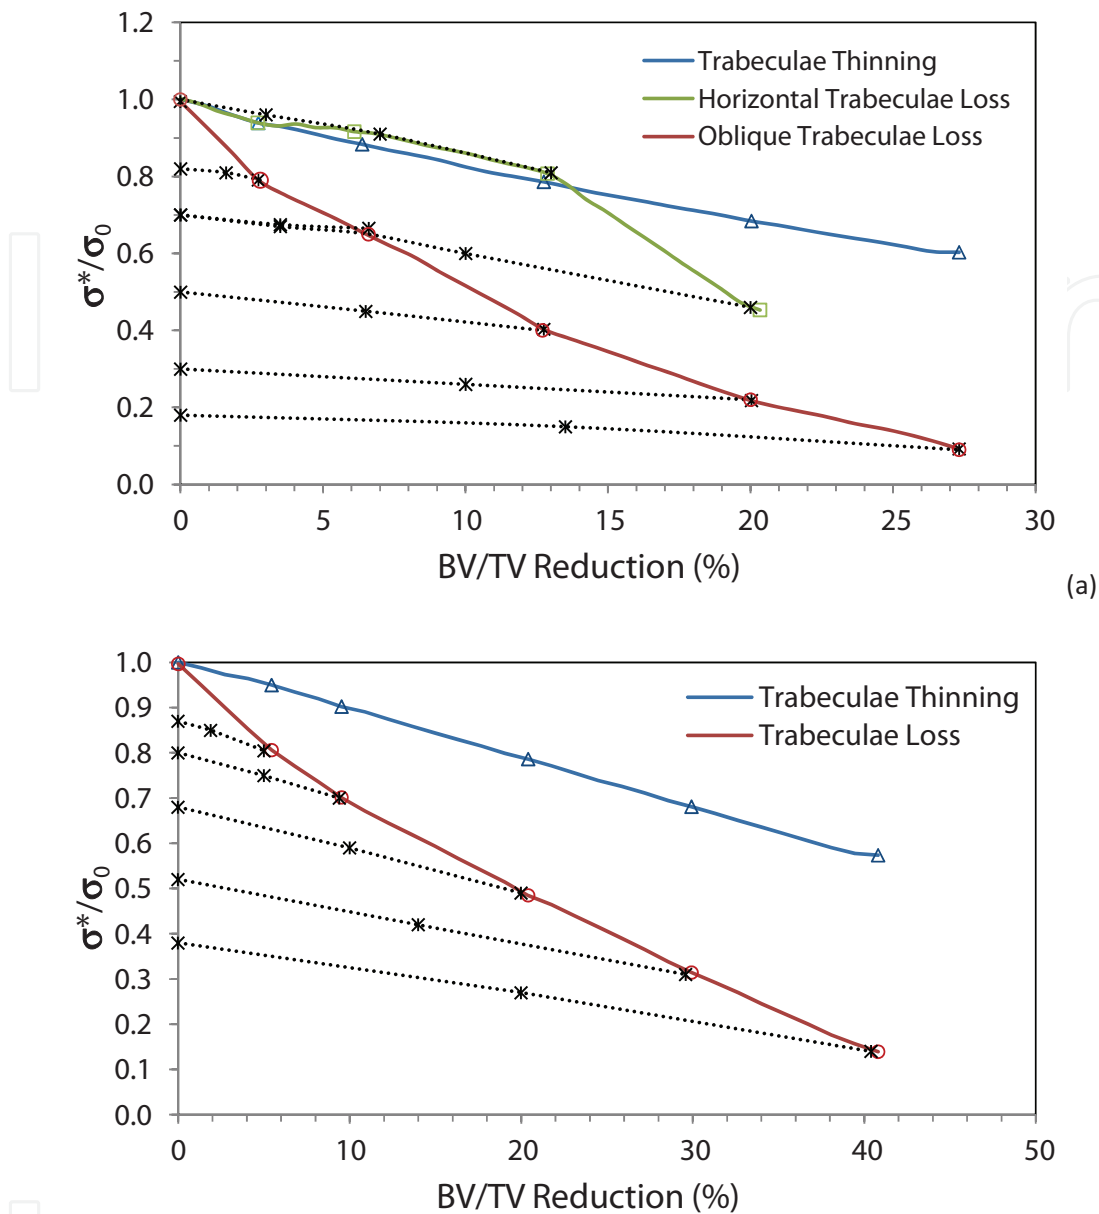 1.2
1.0
0.8
0.6
0.4
0.2
0.0
σ*/σ0
Trabeculae Thinning
Horizontal Trabeculae Loss
Oblique Trabeculae Loss
0 5 10 15 20 25 30
BV/TV Reduction (%)
(a)
1.0
0.9
0.8
0.7
0.6
0.5
0.4
0.3
0.2
0.1
0.0
σ*/σ0
Trabeculae Thinning
Trabeculae Loss
0 10 20 30 40 50
BV/TV Reduction (%)